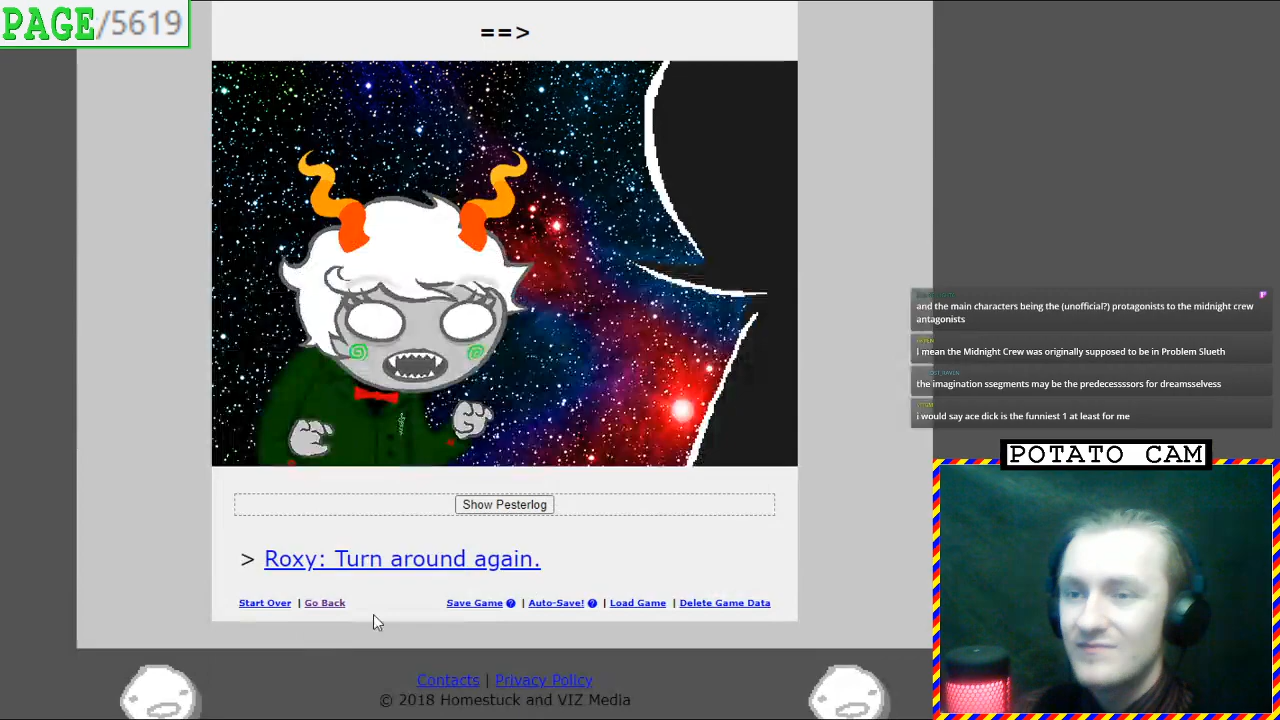 PAGE/5619
==>
and the main characters being the (unofficial?) protagonists to the midnight crew
antagonists
I mean the Midnight Crew was originally supposed to be in Problem Slueth
the imagination ssegments may be the predecesssssors for dreamsselvess
i would say ace dick is the funniest 1 at least for me
POTATO CAM
Show Pesterlog
> Roxy: Turn around again.
Start Over | Go Back Save Game ? | Auto-Save! ? | Load Game | Delete Game Data
Contacts | Privacy Policy
© 2018 Homestuck and VIZ Media